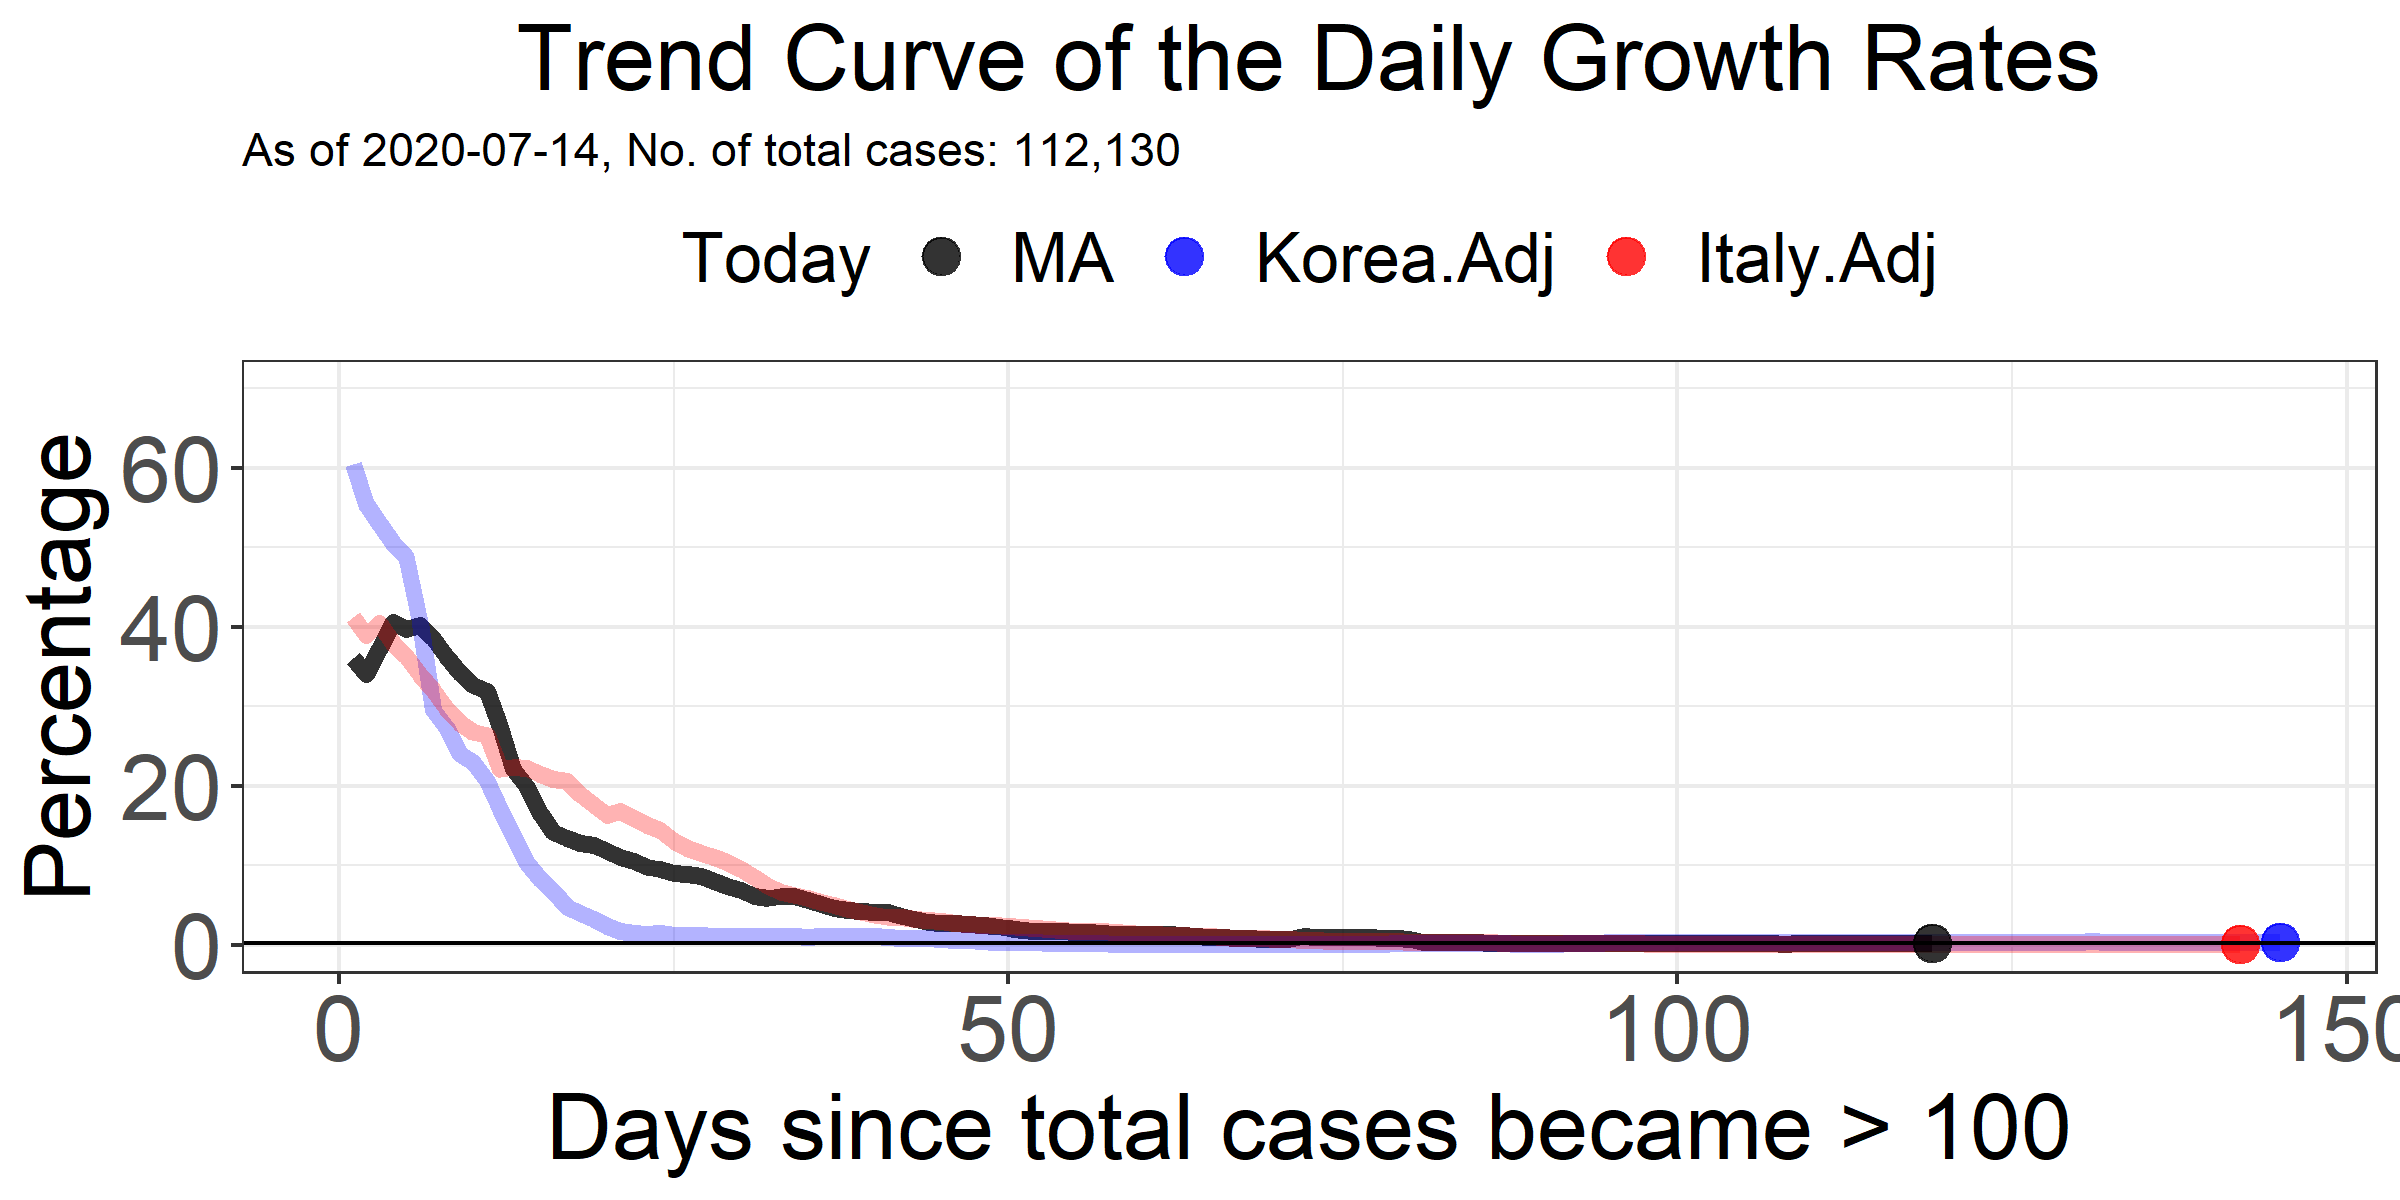 Trend Curve of the Daily Growth Rates
As of 2020-07-14, No. of total cases: 112,130
Today MA Korea.Adj Italy.Adj
Percentage
60
40
20
0
0 50 100 150
Days since total cases became > 100